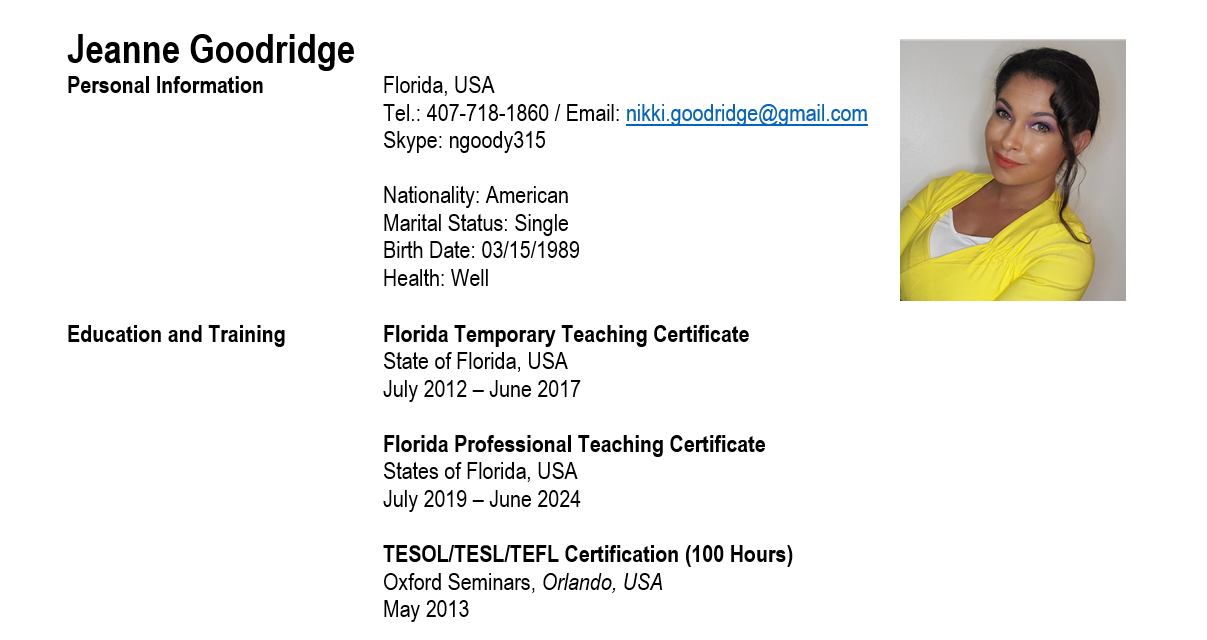 Jeanne Goodridge
Personal Information
Florida, USA
Tel.: 407-718-1860 / Email: nikki.goodridge@gmail.com
Skype: ngoody315
Nationality: American
Marital Status: Single
Birth Date: 03/15/1989
Health: Well
Education and Training
Florida Temporary Teaching Certificate
State of Florida, USA
July 2012 – June 2017
Florida Professional Teaching Certificate
States of Florida, USA
July 2019 – June 2024
TESOL/TESL/TEFL Certification (100 Hours)
Oxford Seminars, Orlando, USA
May 2013